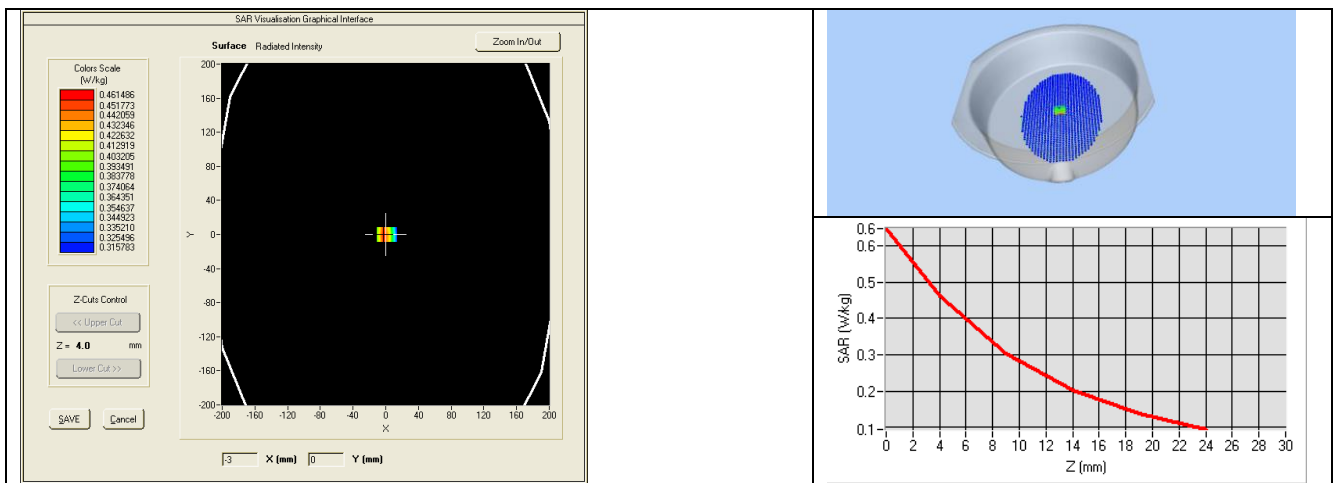 SAR Visualisation Graphical Interface
Surface Radiated Intensity
Zoom In/Out
Colors Scale
(W/kg)
0.461486
0.451773
0.442059
0.432346
0.422632
0.412919
0.403205
0.393491
0.383778
0.374064
0.364351
0.354637
0.344923
0.335210
0.325496
0.315783
Z-Cuts Control
<< Upper Cut
Z = 4.0 mm
Lower Cut >>
SAVE Cancel
200
160
120
80
40
0
-40
-80
-120
-160
-200
Y
-200 -160 -120 -80 -40 0 40 80 120 160 200
X
-3 X (mm) 0 Y (mm)
0.6
0.6
0.5
0.4
0.3
0.2
0.1
SAR (W/kg)
0 2 4 6 8 10 12 14 16 18 20 22 24 26 28 30
Z (mm)